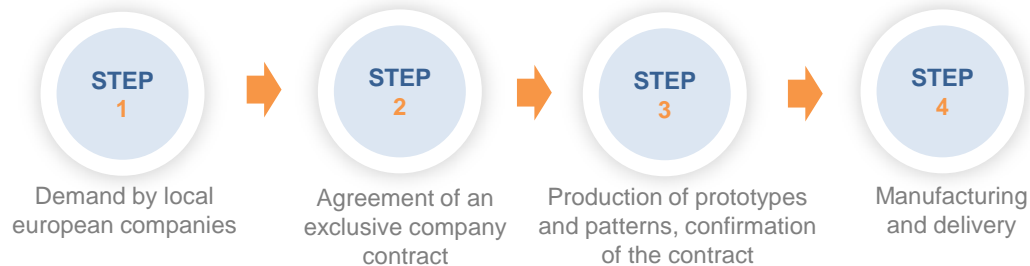 STEP
1
Demand by local
european companies
STEP
2
Agreement of an
exclusive company
contract
STEP
3
Production of prototypes
and patterns, confirmation
of the contract
STEP
4
Manufacturing
and delivery